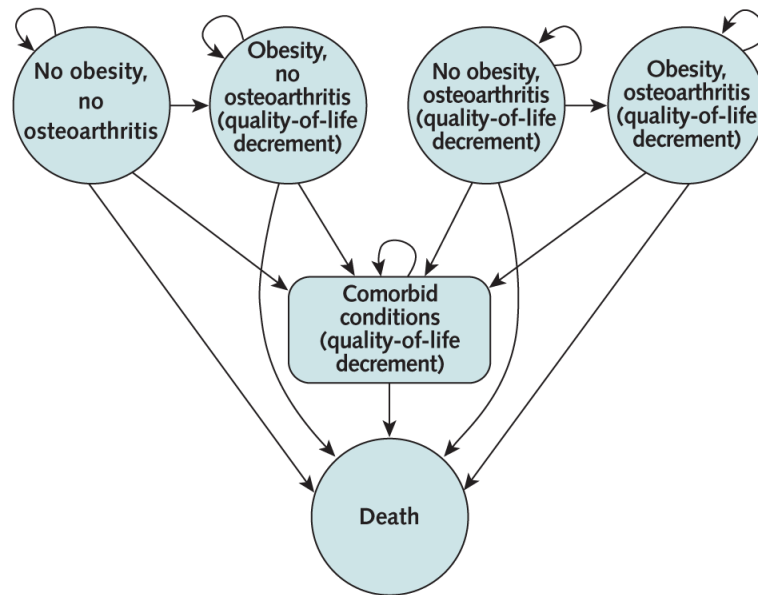 No obesity,
no
osteoarthritis
Obesity,
no
osteoarthritis
(quality-of-life
decrement)
No obesity,
osteoarthritis
(quality-of-life
decrement)
Obesity,
osteoarthritis
(quality-of-life
decrement)
Comorbid
conditions
(quality-of-life
decrement)
Death